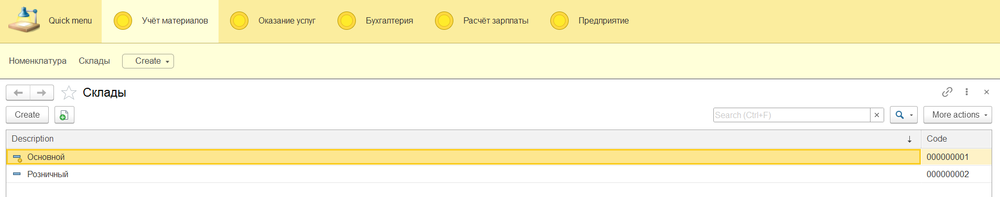 Quick menu Учёт материалов Оказание услуг Бухгалтерия Расчёт зарплаты Предприятие
Номенклатура Склады Create
Склады
Create Search (Ctrl+F) More actions
Description Code
Основной 000000001
Розничный 000000002